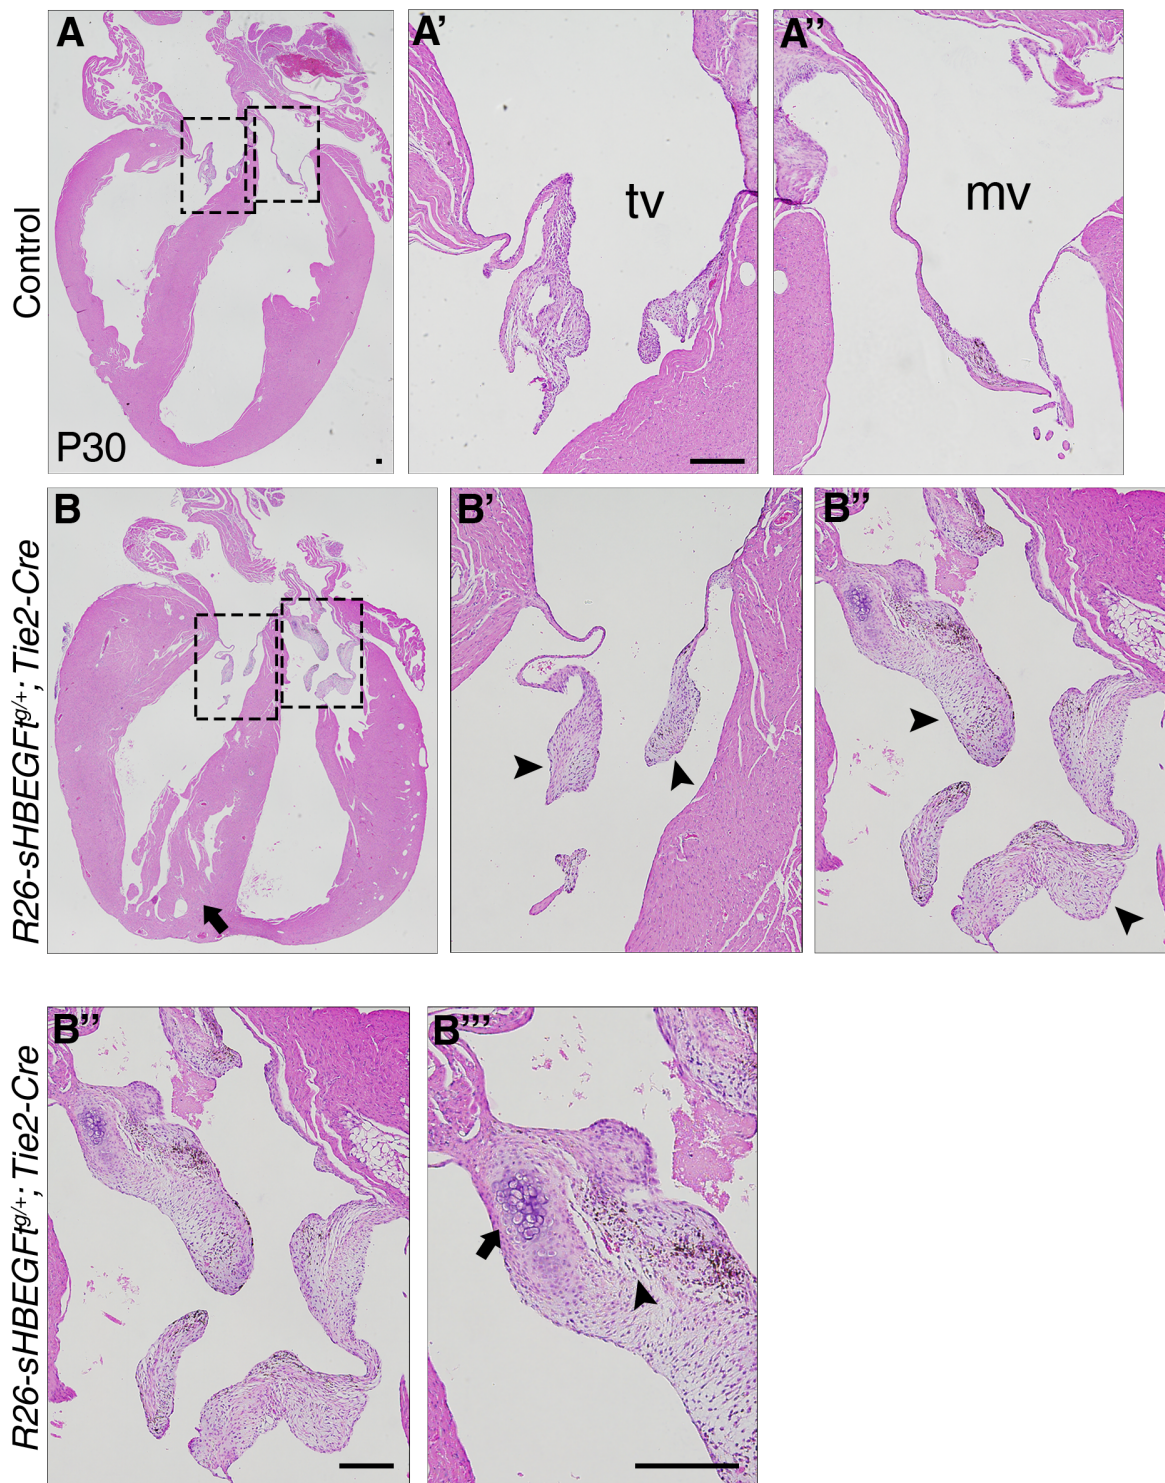 A
A’
A’’
Control
tv
mv
P30
B
B’
B’’
R26-sHBEGFtg/+; Tie2-Cre
B’’
B’’’
R26-sHBEGFtg/+; Tie2-Cre